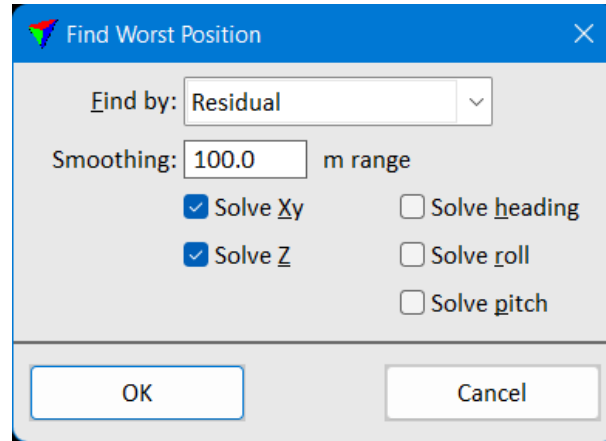 Find Worst Position
Find by: Residual
Smoothing: 100.0 m range
Solve Xy Solve heading
Solve Z Solve roll
Solve pitch
OK Cancel